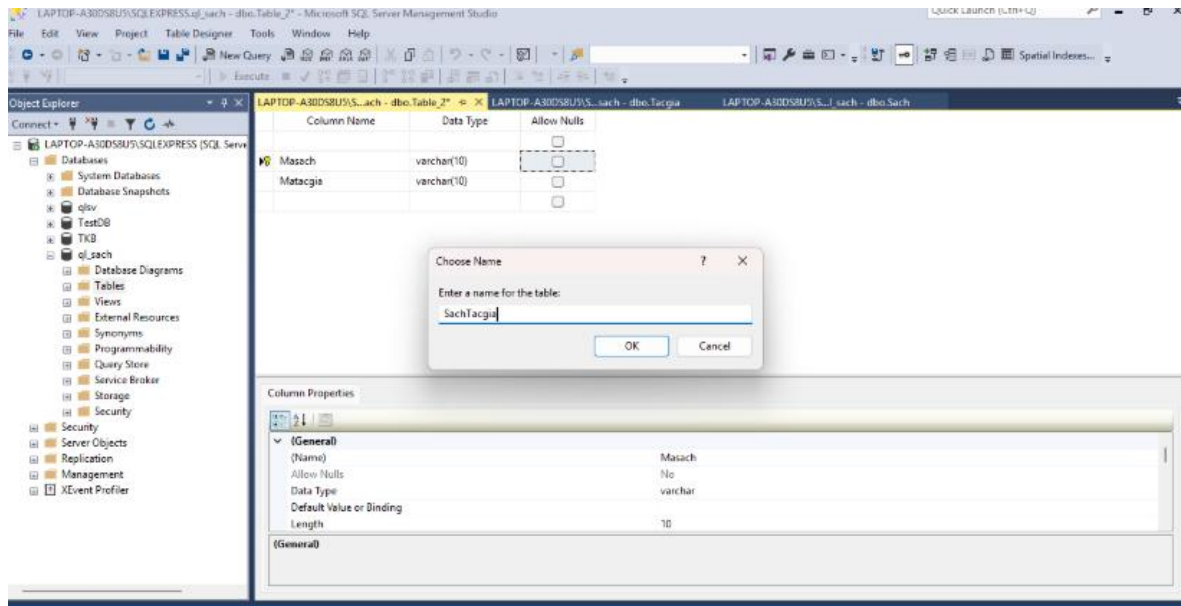 LAPTOP-A30DS8U5\SQLEXPRESS.ql_sach - dbo.Table_2* - Microsoft SQL Server Management Studio
Quick Launch (Ctrl+Q)
File Edit View Project Table Designer Tools Window Help
New Query
Spatial Indexes...
Execute
Object Explorer
LAPTOP-A30DS8U5\S...ach - dbo.Table_2* LAPTOP-A30DS8U5\S...sach - dbo.Tacgia LAPTOP-A30DS8U5\S...l_sach - dbo.Sach
Connect
Column Name Data Type Allow Nulls
LAPTOP-A30DS8U5\SQLEXPRESS (SQL Serve
Databases
System Databases
Database Snapshots
qlsv
TestDB
TKB
ql_sach
Database Diagrams
Tables
Views
External Resources
Synonyms
Programmability
Query Store
Service Broker
Storage
Security
Security
Server Objects
Replication
Management
XEvent Profiler
Masach varchar(10)
Matacgia varchar(10)
Choose Name ?
Enter a name for the table:
SachTacgia
OK Cancel
Column Properties
(General)
(Name) Masach
Allow Nulls No
Data Type varchar
Default Value or Binding
Length 10
(General)